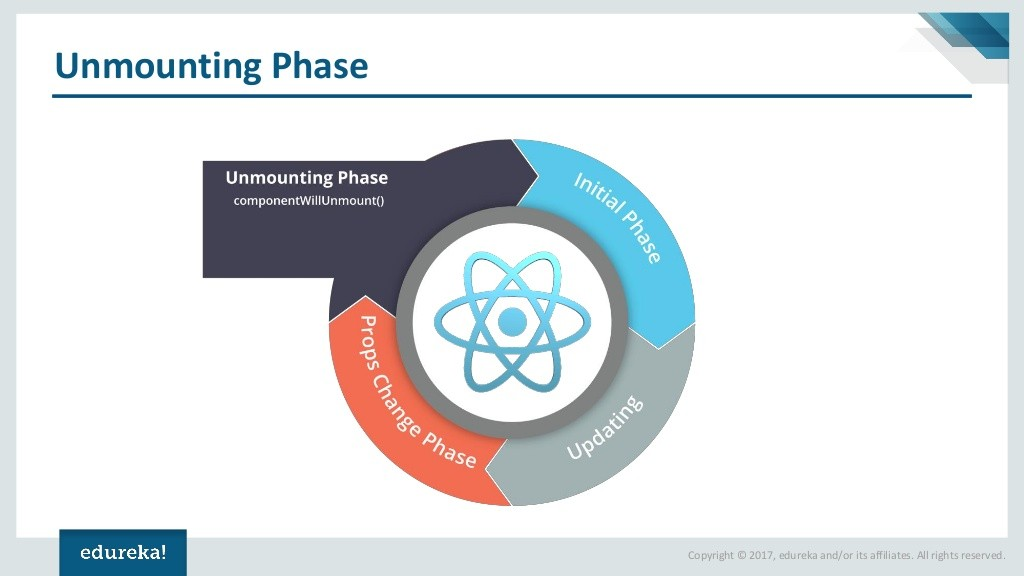 Unmounting Phase
Unmounting Phase
componentWillUnmount()
Initial Phase
Updating
Props Change Phase
edureka!
Copyright © 2017, edureka and/or its affiliates. All rights reserved.